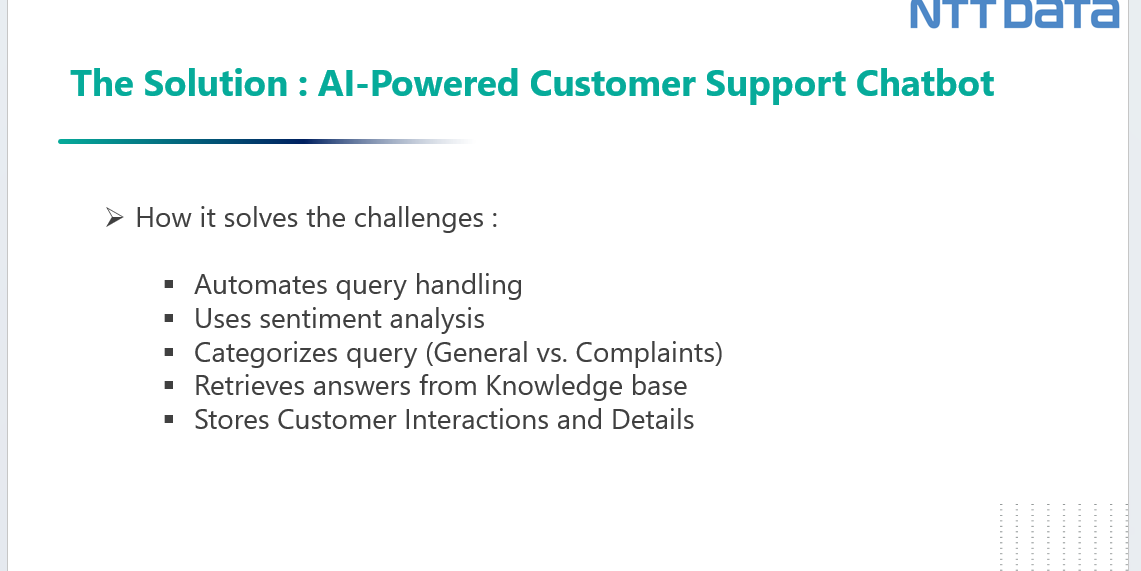 NTT DATA
The Solution : AI-Powered Customer Support Chatbot
➢ How it solves the challenges :
▪ Automates query handling
▪ Uses sentiment analysis
▪ Categorizes query (General vs. Complaints)
▪ Retrieves answers from Knowledge base
▪ Stores Customer Interactions and Details